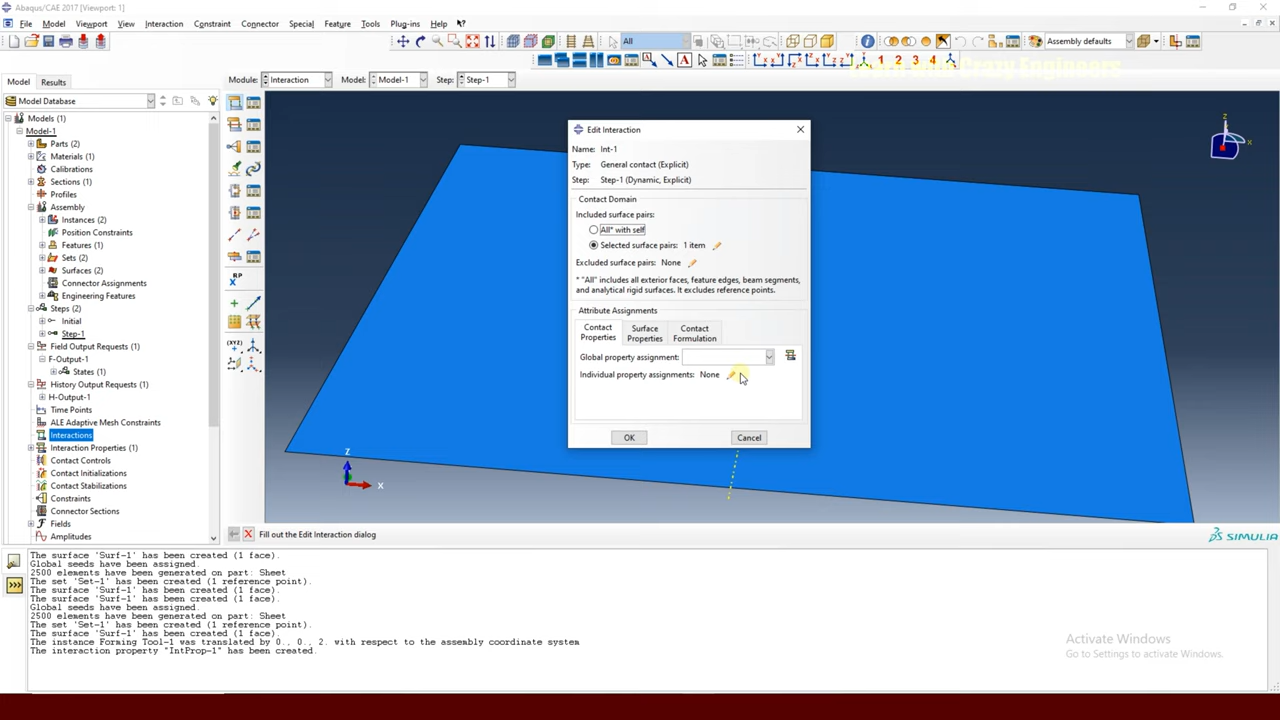 Abaqus/CAE 2017 [Viewport: 1]
File Model Viewport View Interaction Constraint Connector Special Feature Tools Plug-ins Help
All
Assembly defaults
1 2 3 4
Crazy Engineers
Model Results
Module: Interaction Model: Model-1 Step: Step-1
Model Database
Models (1)
Model-1
Parts (2)
Materials (1)
Calibrations
Sections (1)
Profiles
Assembly
Instances (2)
Position Constraints
Features (1)
Sets (2)
Surfaces (2)
Connector Assignments
Engineering Features
Steps (2)
Initial
Step-1
Field Output Requests (1)
F-Output-1
States (1)
History Output Requests (1)
H-Output-1
Time Points
ALE Adaptive Mesh Constraints
Interactions
Interaction Properties (1)
Contact Controls
Contact Initializations
Contact Stabilizations
Constraints
Connector Sections
Fields
Amplitudes
RP
(XYZ)
Edit Interaction
Name: Int-1
Type: General contact (Explicit)
Step: Step-1 (Dynamic, Explicit)
Contact Domain
Included surface pairs:
All* with self
Selected surface pairs: 1 item
Excluded surface pairs: None
* "All" includes all exterior faces, feature edges, beam segments,
and analytical rigid surfaces. It excludes reference points.
Attribute Assignments
Contact Properties
Surface Properties
Contact Formulation
Global property assignment:
Individual property assignments: None
OK Cancel
Z
X
Z
X
Fill out the Edit Interaction dialog
SIMULIA
The surface 'Surf-1' has been created (1 face).
Global seeds have been assigned.
2500 elements have been generated on part: Sheet
The set 'Set-1' has been created (1 reference point).
The surface 'Surf-1' has been created (1 face).
The surface 'Surf-1' has been created (1 face).
Global seeds have been assigned.
2500 elements have been generated on part: Sheet
The set 'Set-1' has been created (1 reference point).
The surface 'Surf-1' has been created (1 face).
The instance Forming Tool-1 was translated by 0., 0., 2. with respect to the assembly coordinate system
The interaction property "IntProp-1" has been created.
Activate Windows
Go to Settings to activate Windows.